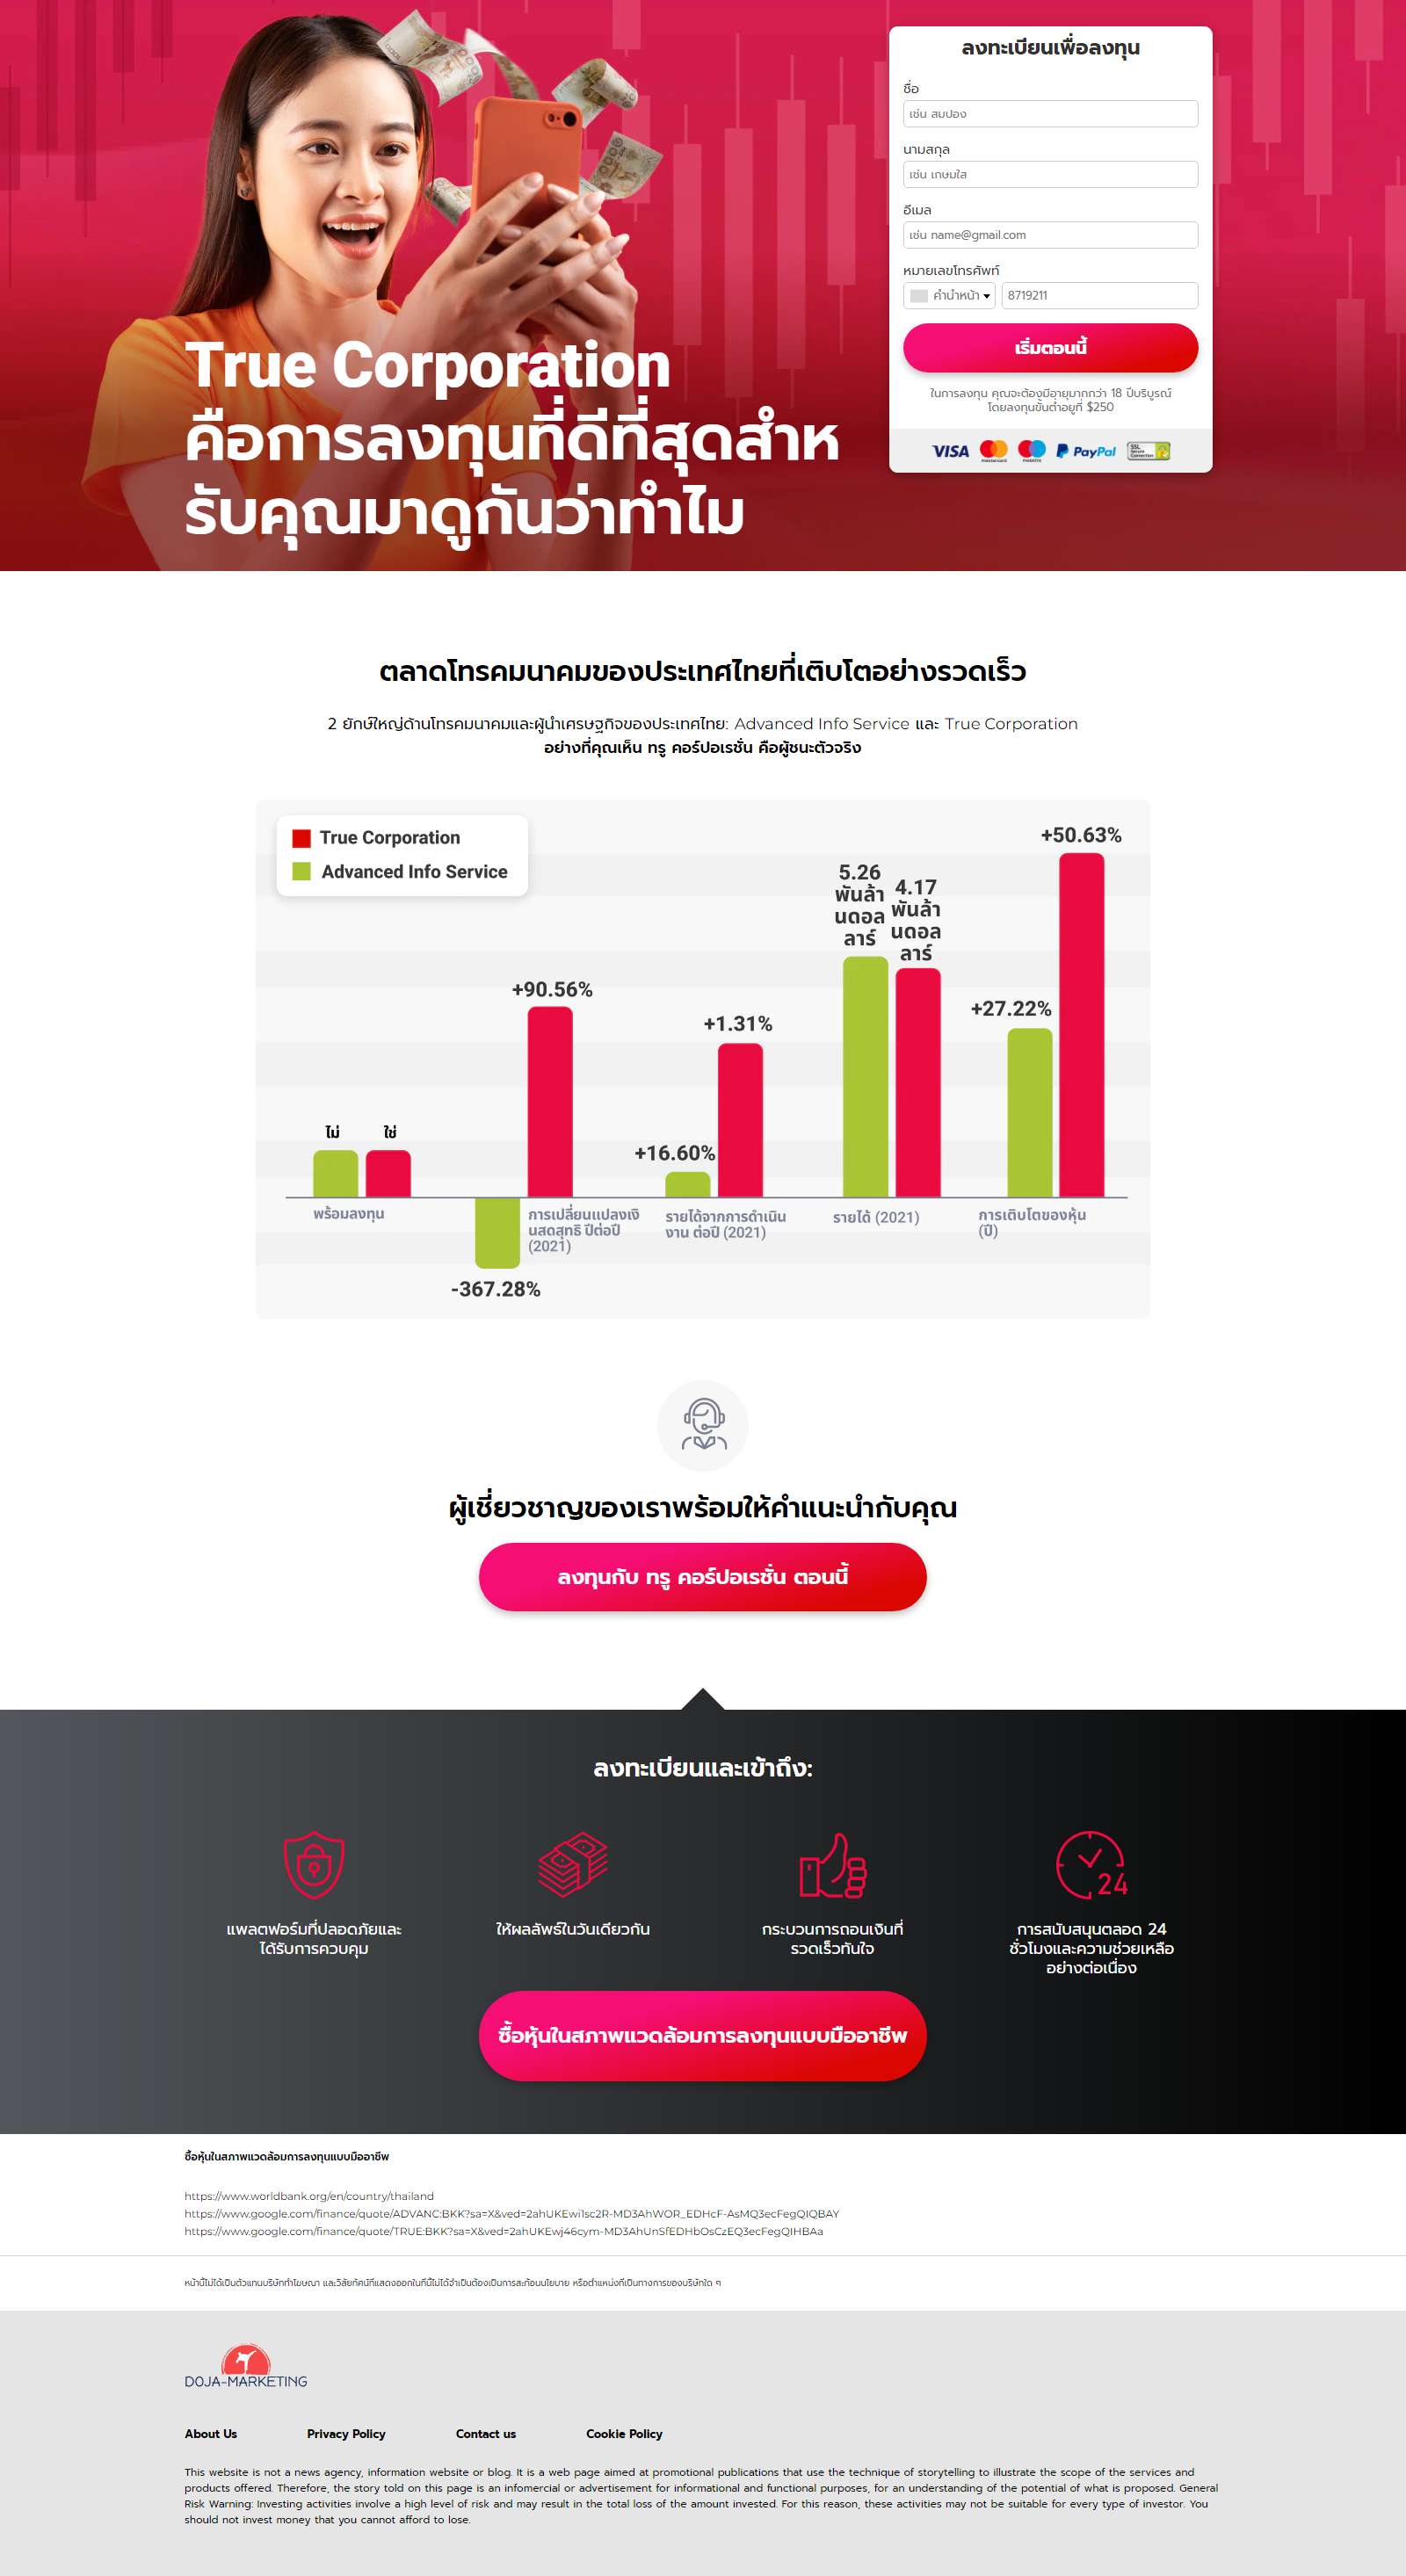 True Corporation
คือการลงทุนที่ดีที่สุดสำห
รับคุณมาดูกันว่าทำไม
ลงทะเบียนเพื่อลงทุน
ชื่อ
เช่น สมปอง
นามสกุล
เช่น เกษมใส
อีเมล
เช่น name@gmail.com
หมายเลขโทรศัพท์
คำนำหน้า 8719211
เริ่มตอนนี้
ในการลงทุน คุณจะต้องมีอายุมากกว่า 18 ปีบริบูรณ์
โดยลงทุนขั้นต่ำอยู่ที่ $250
VISA mastercard maestro PayPal SSL Secure Connection
ตลาดโทรคมนาคมของประเทศไทยที่เติบโตอย่างรวดเร็ว
2 ยักษ์ใหญ่ด้านโทรคมนาคมและผู้นำเศรษฐกิจของประเทศไทย: Advanced Info Service และ True Corporation
อย่างที่คุณเห็น ทรู คอร์ปอเรชั่น คือผู้ชนะตัวจริง
True Corporation
Advanced Info Service
ไม่
ใช่
พร้อมลงทุน
+90.56%
-367.28%
การเปลี่ยนแปลงเงิ
นสดสุทธิ ปีต่อปี
(2021)
+16.60%
+1.31%
รายได้จากการดำเนิน
งาน ต่อปี (2021)
5.26
พันล้า
นดอล
ลาร์
4.17
พันล้า
นดอล
ลาร์
รายได้ (2021)
+27.22%
+50.63%
การเติบโตของหุ้น
(ปี)
ผู้เชี่ยวชาญของเราพร้อมให้คำแนะนำกับคุณ
ลงทุนกับ ทรู คอร์ปอเรชั่น ตอนนี้
ลงทะเบียนและเข้าถึง:
แพลตฟอร์มที่ปลอดภัยและ
ได้รับการควบคุม
ให้ผลลัพธ์ในวันเดียวกัน
กระบวนการถอนเงินที่
รวดเร็วทันใจ
24
การสนับสนุนตลอด 24
ชั่วโมงและความช่วยเหลือ
อย่างต่อเนื่อง
ซื้อหุ้นในสภาพแวดล้อมการลงทุนแบบมืออาชีพ
ซื้อหุ้นในสภาพแวดล้อมการลงทุนแบบมืออาชีพ
https://www.worldbank.org/en/country/thailand
https://www.google.com/finance/quote/ADVANC:BKK?sa=X&ved=2ahUKEwi1sc2R-MD3AhWOR_EDHcF-AsMQ3ecFegQIQBAY
https://www.google.com/finance/quote/TRUE:BKK?sa=X&ved=2ahUKEwj46cym-MD3AhUnSfEDHbOsCzEQ3ecFegQIHBAa
หน้านี้ไม่ได้เป็นตัวแทนบริษัททำโฆษณา และวิสัยทัศน์ที่แสดงออกในที่นี้ไม่ได้จำเป็นต้องเป็นการสะท้อนนโยบาย หรือตำแหน่งที่เป็นทางการของบริษัทใด ๆ
DOJA-MARKETING
About Us Privacy Policy Contact us Cookie Policy
This website is not a news agency, information website or blog. It is a web page aimed at promotional publications that use the technique of storytelling to illustrate the scope of the services and
products offered. Therefore, the story told on this page is an infomercial or advertisement for informational and functional purposes, for an understanding of the potential of what is proposed. General
Risk Warning: Investing activities involve a high level of risk and may result in the total loss of the amount invested. For this reason, these activities may not be suitable for every type of investor. You
should not invest money that you cannot afford to lose.